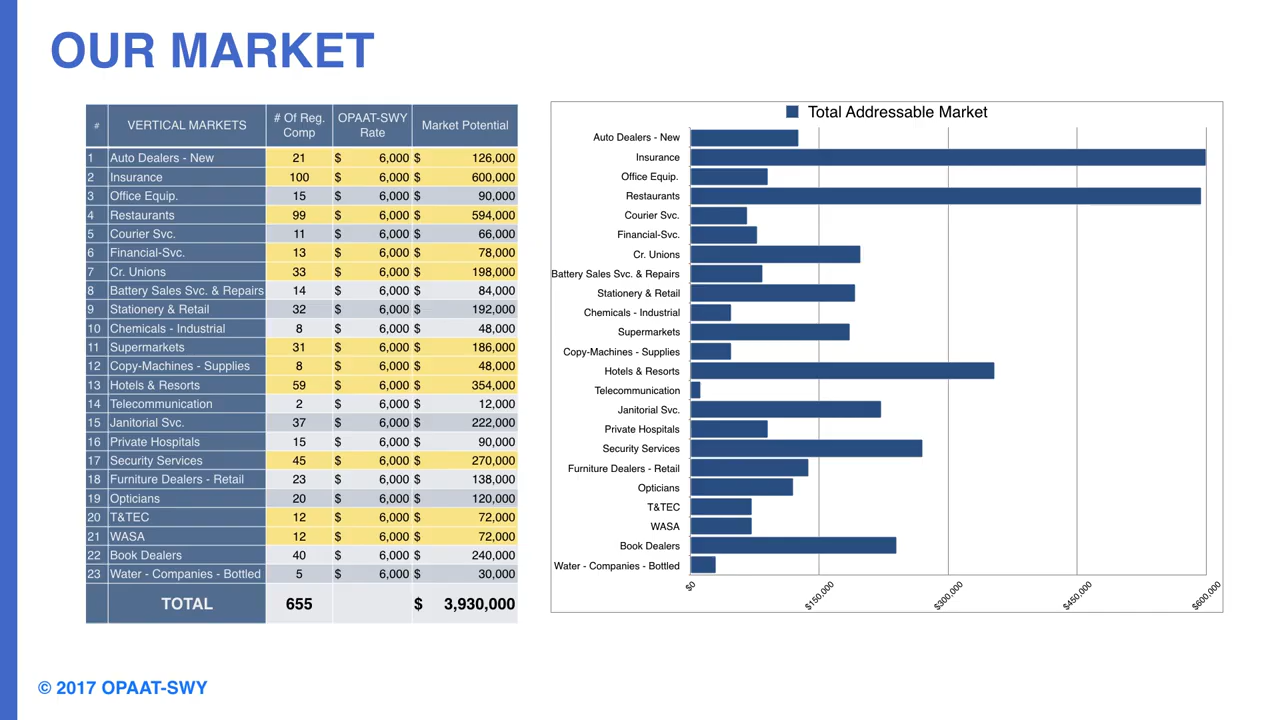 OUR MARKET
# VERTICAL MARKETS # Of Reg. Comp OPAAT-SWY Rate Market Potential
1 Auto Dealers - New 21 $ 6,000 $ 126,000
2 Insurance 100 $ 6,000 $ 600,000
3 Office Equip. 15 $ 6,000 $ 90,000
4 Restaurants 99 $ 6,000 $ 594,000
5 Courier Svc. 11 $ 6,000 $ 66,000
6 Financial-Svc. 13 $ 6,000 $ 78,000
7 Cr. Unions 33 $ 6,000 $ 198,000
8 Battery Sales Svc. & Repairs 14 $ 6,000 $ 84,000
9 Stationery & Retail 32 $ 6,000 $ 192,000
10 Chemicals - Industrial 8 $ 6,000 $ 48,000
11 Supermarkets 31 $ 6,000 $ 186,000
12 Copy-Machines - Supplies 8 $ 6,000 $ 48,000
13 Hotels & Resorts 59 $ 6,000 $ 354,000
14 Telecommunication 2 $ 6,000 $ 12,000
15 Janitorial Svc. 37 $ 6,000 $ 222,000
16 Private Hospitals 15 $ 6,000 $ 90,000
17 Security Services 45 $ 6,000 $ 270,000
18 Furniture Dealers - Retail 23 $ 6,000 $ 138,000
19 Opticians 20 $ 6,000 $ 120,000
20 T&TEC 12 $ 6,000 $ 72,000
21 WASA 12 $ 6,000 $ 72,000
22 Book Dealers 40 $ 6,000 $ 240,000
23 Water - Companies - Bottled 5 $ 6,000 $ 30,000
TOTAL 655 $ 3,930,000
Total Addressable Market
Auto Dealers - New
Insurance
Office Equip.
Restaurants
Courier Svc.
Financial-Svc.
Cr. Unions
Battery Sales Svc. & Repairs
Stationery & Retail
Chemicals - Industrial
Supermarkets
Copy-Machines - Supplies
Hotels & Resorts
Telecommunication
Janitorial Svc.
Private Hospitals
Security Services
Furniture Dealers - Retail
Opticians
T&TEC
WASA
Book Dealers
Water - Companies - Bottled
$0 $150,000 $300,000 $450,000 $600,000
© 2017 OPAAT-SWY